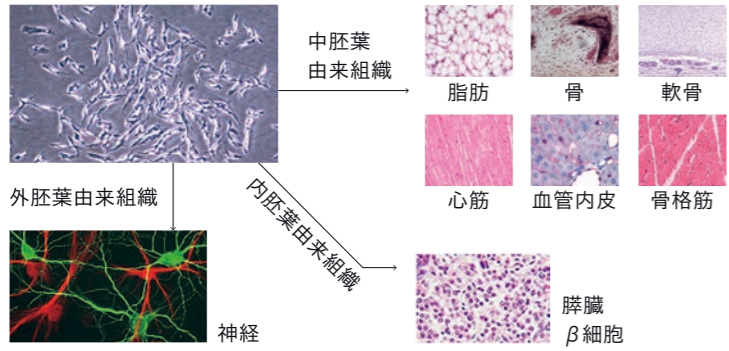 中胚葉
由来組織
脂肪
骨
軟骨
心筋
血管内皮
骨格筋
外胚葉由来組織
内胚葉由来組織
神経
膵臓
β細胞